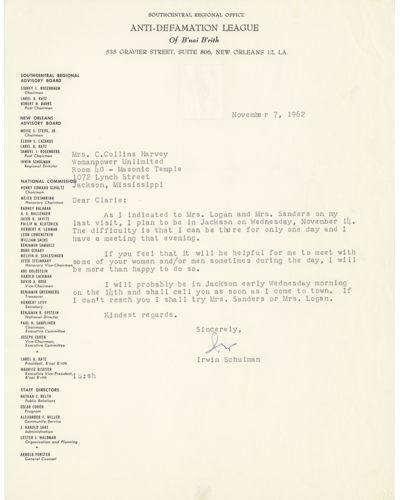 SOUTHCENTRAL REGIONAL OFFICE
ANTI-DEFAMATION LEAGUE
Of B'nai B'rith
535 GRAVIER STREET, SUITE 806, NEW ORLEANS 12, LA.
SOUTHCENTRAL REGIONAL
ADVISORY BOARD
SIDNEY L. ROSENBAUM
Chairman
LABEL A. KATZ
ROBERT N. BARRE
Past Chairman
NEW ORLEANS
ADVISORY BOARD
MOISE S. STEEG, JR.
Chairman
ELDON S. LAZARUS
LABEL A. KATZ
SAMUEL I. ROSENBERG
Past Chairman
IRWIN SCHULMAN
Regional Director
NATIONAL COMMISSION
HENRY EDWARD SCHULTZ
Chairman
MEIER STEINBRINK
Honorary Chairman
BARNEY BALABAN
A. G. BALLENGER
JACOB G. GRUTZ
PHILIP M. KLUTZNICK
HERBERT H. LEHMAN
LEON LOWENSTEIN
WILLIAM SACHS
BENJAMIN SAMUELS
DORE SCHARY
MELVIN H. SCHLESINGER
JESSE STEINHART
Honorary Vice-Chairmen
ABE GOLDSTEIN
HAROLD LACKMAN
DAVID A. ROSE
Vice-Chairmen
BENJAMIN GREENBERG
Treasurer
HERBERT LEVY
Secretary
BENJAMIN R. EPSTEIN
National Director
PAUL H. SAMPLINER
Chairman,
Executive Committee
JOSEPH COHEN
Vice-Chairman,
Executive Committee
LABEL A. KATZ
President, B'nai B'rith
MAURICE BISGYER
Executive Vice-President,
B'nai B'rith
STAFF DIRECTORS
NATHAN C. BELTH
Public Relations
OSCAR COHEN
Program
ALEXANDER F. MILLER
Community Service
J. HAROLD SAKS
Administration
LESTER J. WALDMAN
Organization and Planning
ARNOLD FORSTER
General Counsel
November 7, 1962
Mrs. C.Collins Harvey
Womanpower Unlimited
Room 40 - Masonic Temple
1072 Lynch Street
Jackson, Mississippi
Dear Clarie:
As I indicated to Mrs. Logan and Mrs. Sanders on my
last visit, I plan to be in Jackson on Wednesday, November 14.
The difficulty is that I can be there for only one day and I
have a meeting that evening.
If you feel that it will be helpful for me to meet with
some of your women and/or men sometimes during the day, I will
be more than happy to do so.
I will probably be in Jackson early Wednesday morning
on the 14th and shall call you as soon as I come to town. If
I can't reach you I shall try Mrs. Sanders or Mrs. Logan.
Kindest regards.
Sincerely,
Irwin Schulman
IS:sh